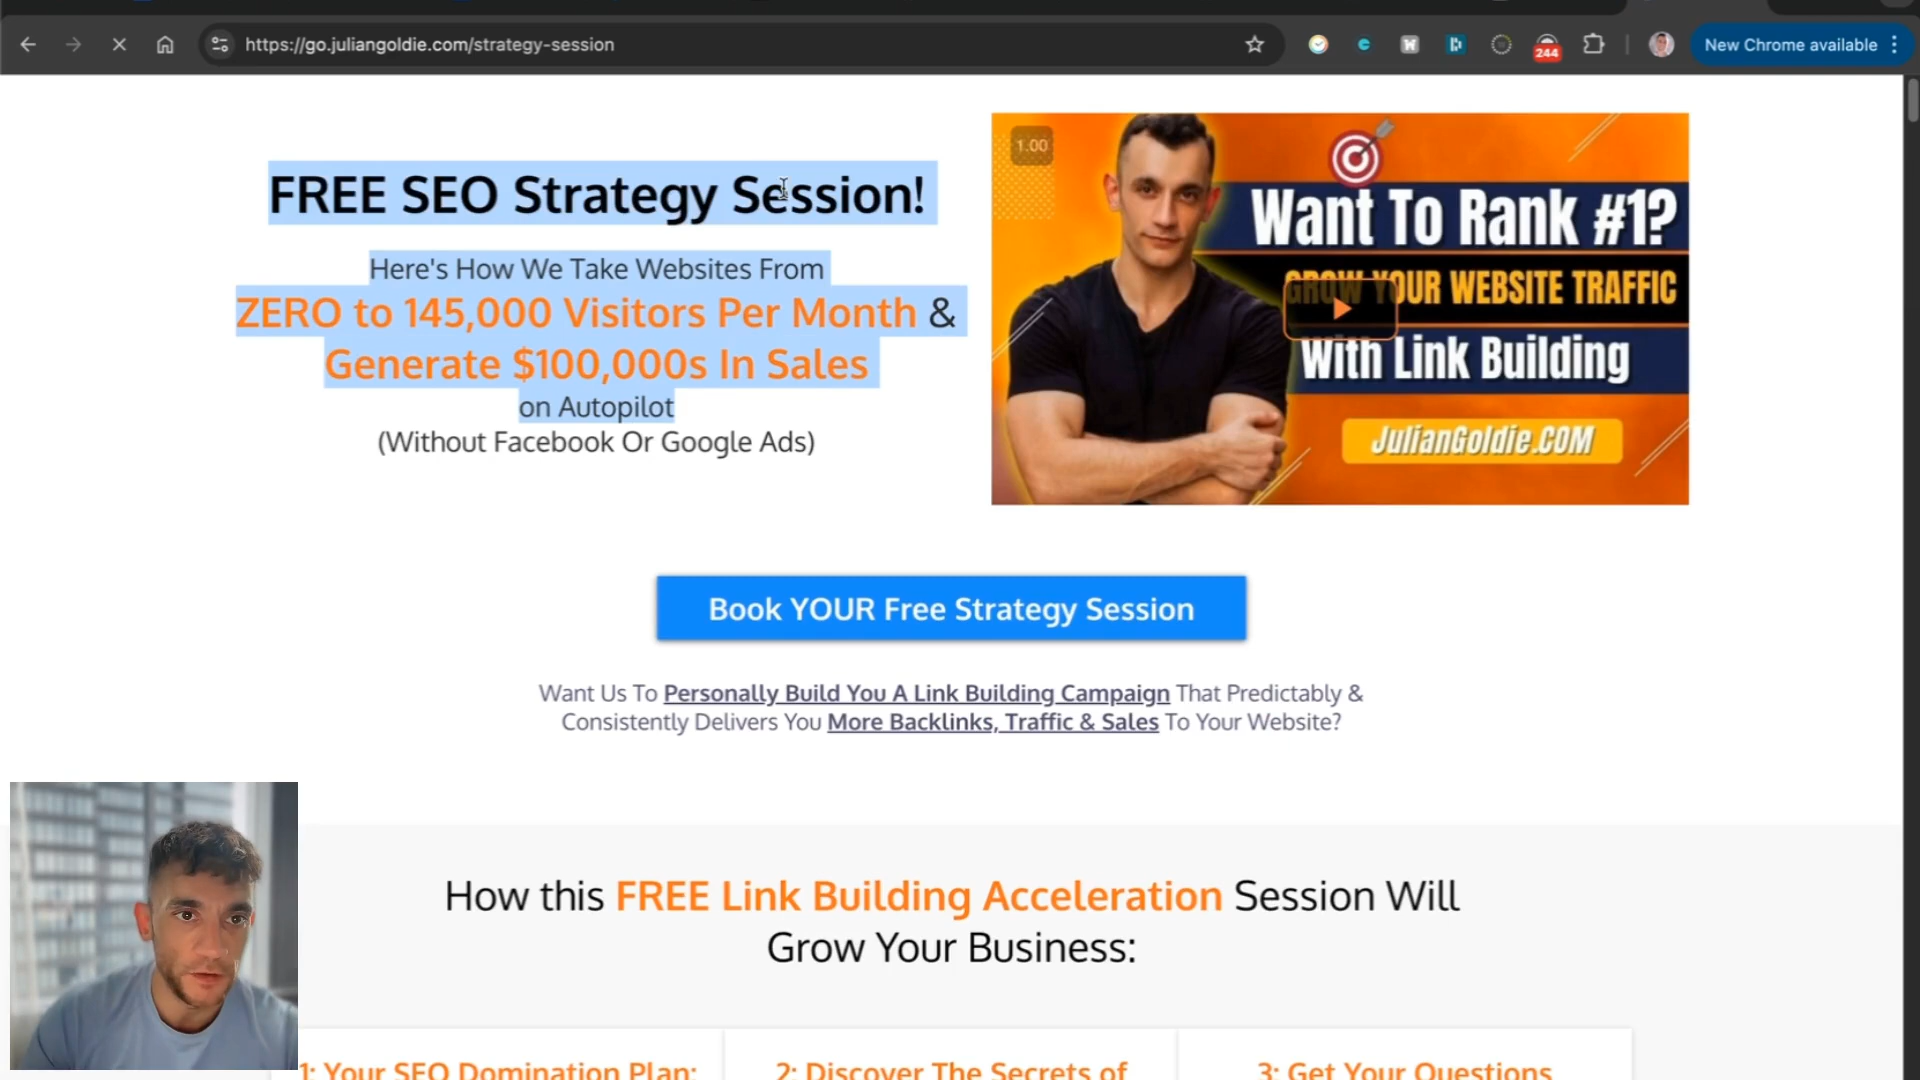 https://go.juliangoldie.com/strategy-session
244
New Chrome available
FREE SEO Strategy Session!
Here's How We Take Websites From
ZERO to 145,000 Visitors Per Month &
Generate $100,000s In Sales
on Autopilot
(Without Facebook Or Google Ads)
1.00
Want To Rank #1?
GROW YOUR WEBSITE TRAFFIC
With Link Building
JulianGoldie.COM
Book YOUR Free Strategy Session
Want Us To Personally Build You A Link Building Campaign That Predictably &
Consistently Delivers You More Backlinks, Traffic & Sales To Your Website?
How this FREE Link Building Acceleration Session Will
Grow Your Business:
1: Your SEO Domination Plan:
2: Discover The Secrets of
3: Get Your Questions